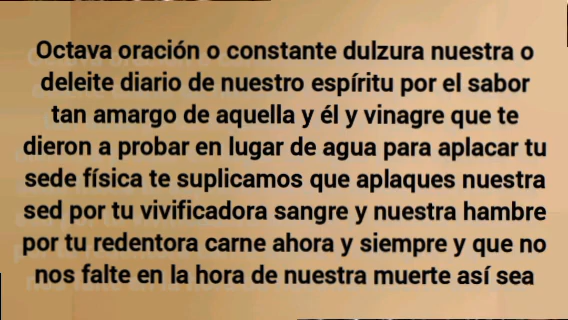 Octava oración o constante dulzura nuestra o
deleite diario de nuestro espíritu por el sabor
tan amargo de aquella y él y vinagre que te
dieron a probar en lugar de agua para aplacar tu
sede física te suplicamos que aplaques nuestra
sed por tu vivificadora sangre y nuestra hambre
por tu redentora carne ahora y siempre y que no
nos falte en la hora de nuestra muerte así sea